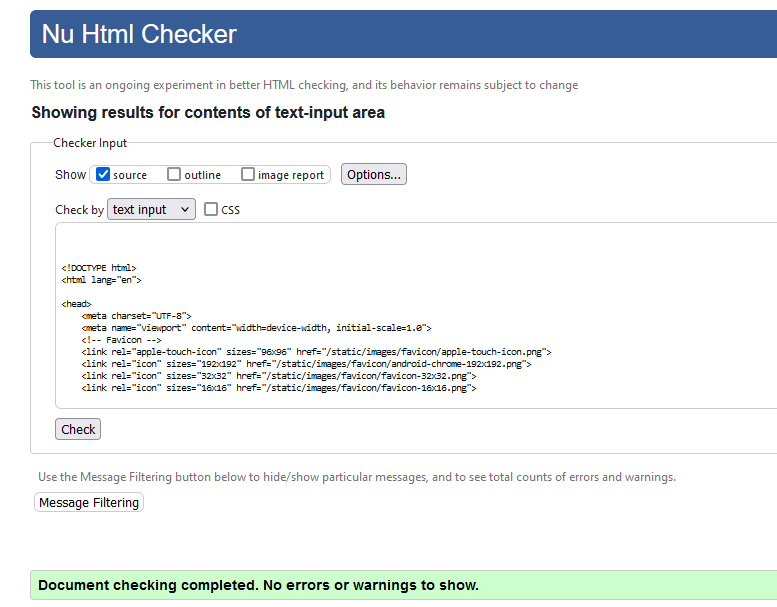 Nu Html Checker
This tool is an ongoing experiment in better HTML checking, and its behavior remains subject to change
Showing results for contents of text-input area
Checker Input
Show source outline image report Options...
Check by text input CSS
<!DOCTYPE html>
<html lang="en">
<head>
<meta charset="UTF-8">
<meta name="viewport" content="width=device-width, initial-scale=1.0">
<!-- Favicon -->
<link rel="apple-touch-icon" sizes="96x96" href="/static/images/favicon/apple-touch-icon.png">
<link rel="icon" sizes="192x192" href="/static/images/favicon/android-chrome-192x192.png">
<link rel="icon" sizes="32x32" href="/static/images/favicon/favicon-32x32.png">
<link rel="icon" sizes="16x16" href="/static/images/favicon/favicon-16x16.png">
Check
Use the Message Filtering button below to hide/show particular messages, and to see total counts of errors and warnings.
Message Filtering
Document checking completed. No errors or warnings to show.